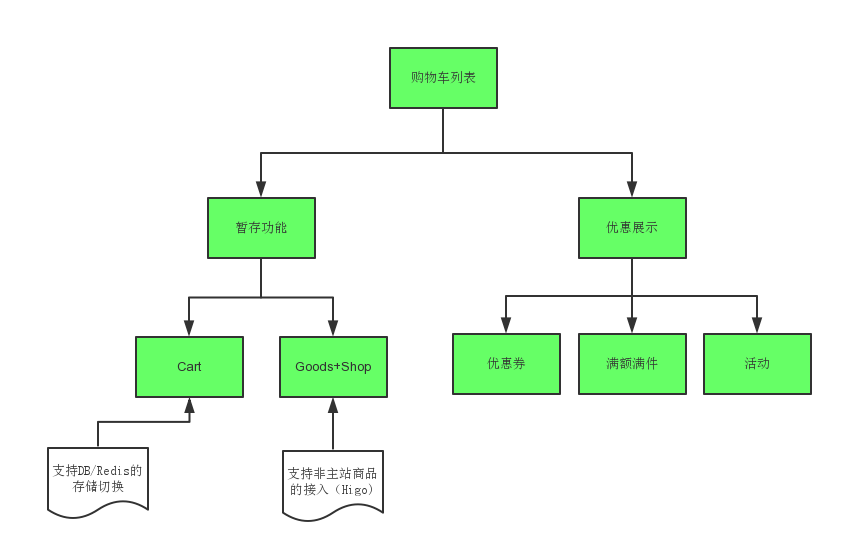 购物车列表
暂存功能
优惠展示
Cart
Goods+Shop
优惠券
满额满件
活动
支持DB/Redis的
存储切换
支持非主站商品
的接入（Higo）